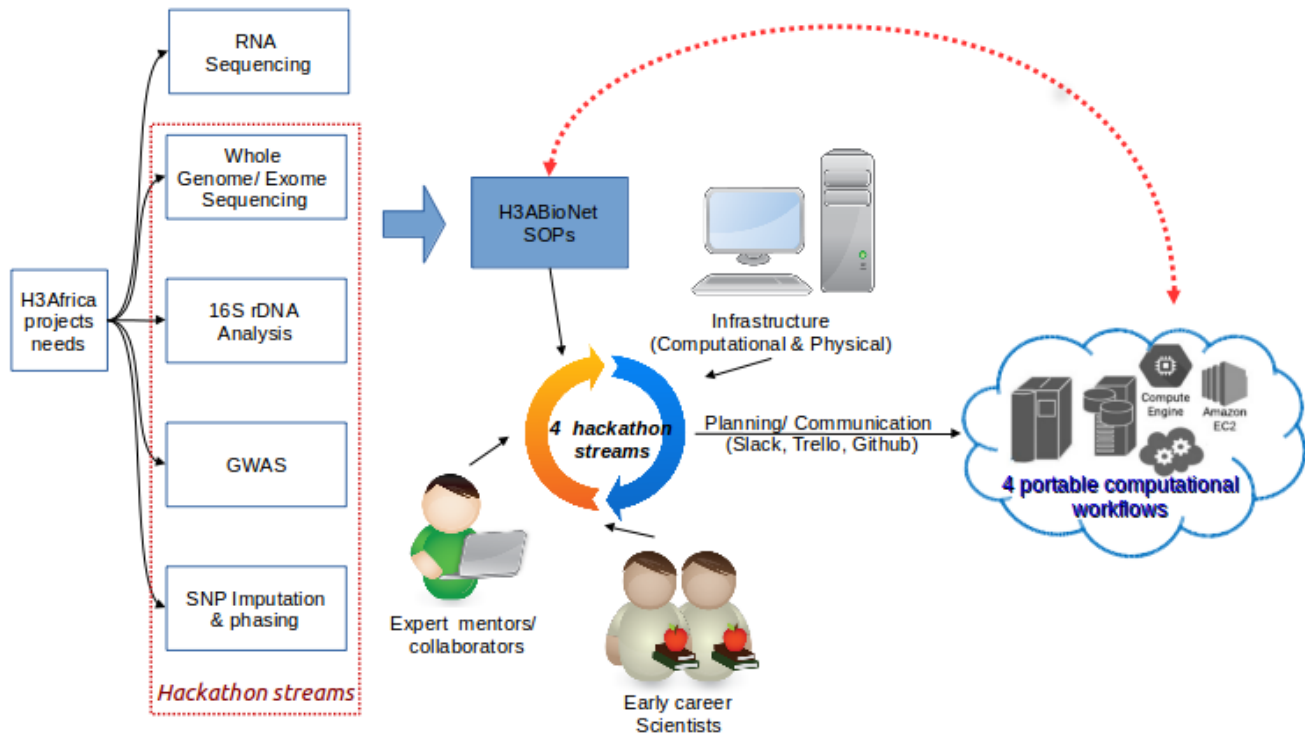 RNA
Sequencing
Whole
Genome/ Exome
Sequencing
H3Africa
projects
needs
16S rDNA
Analysis
GWAS
SNP Imputation
& phasing
Hackathon streams
H3ABioNet
SOPs
Infrastructure
(Computational & Physical)
4 hackathon
streams
Planning/ Communication
(Slack, Trello, Github)
Expert mentors/
collaborators
Early career
Scientists
Compute
Engine
Amazon
EC2
4 portable computational
workflows